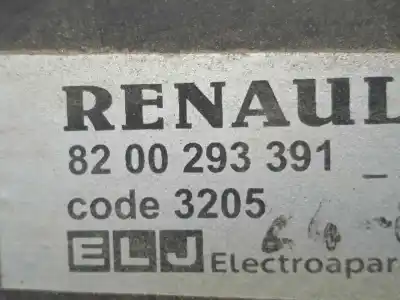 RENAUL
82 00 293 391 _
code 3205
ELJ Electroapar